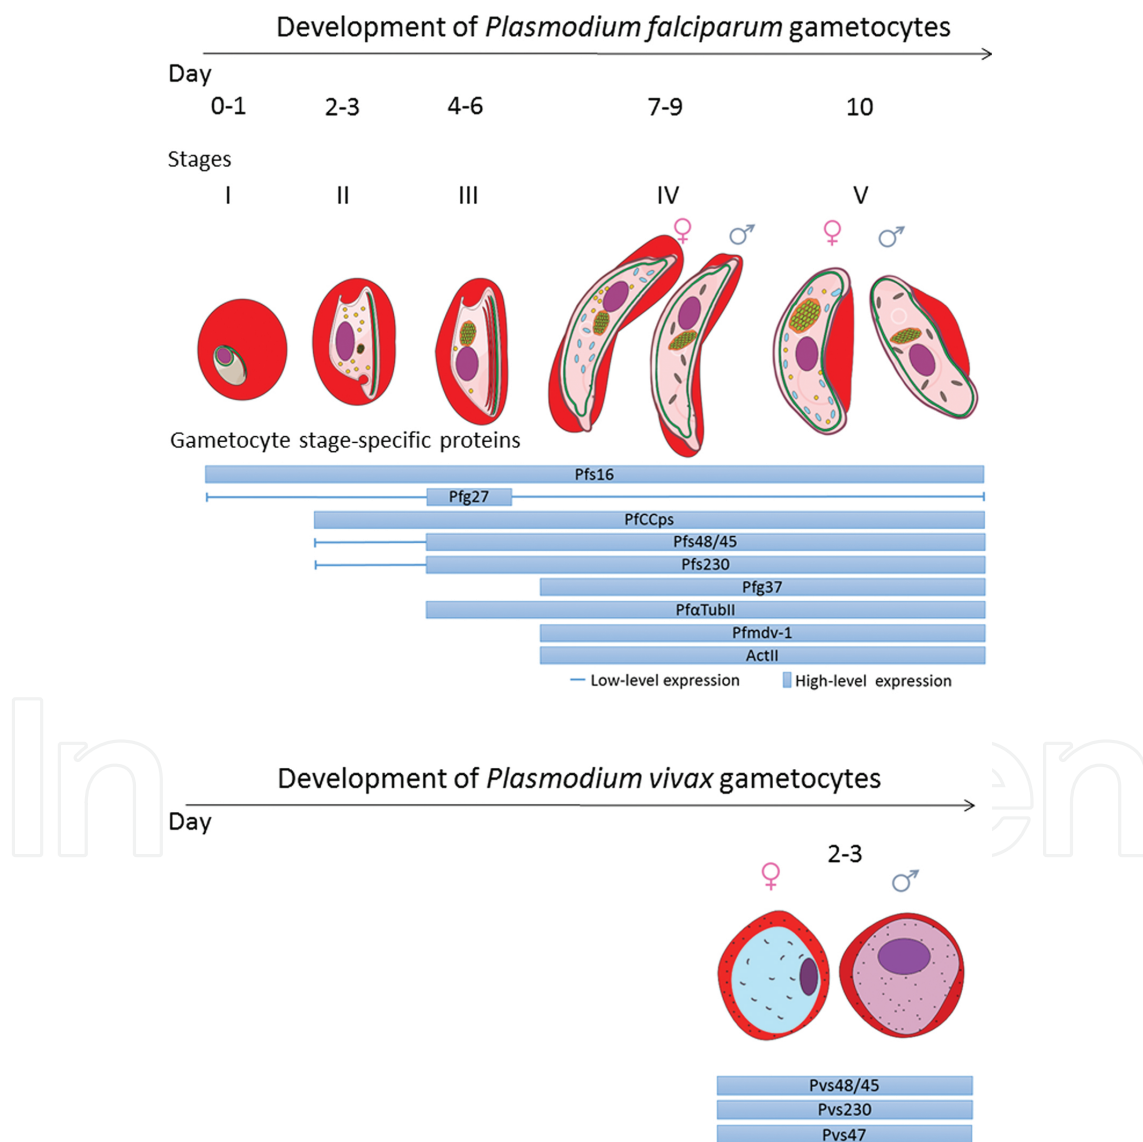 Development of Plasmodium falciparum gametocytes
Day
0-1 2-3 4-6 7-9 10
Stages
I II III IV V
♀ ♂ ♀ ♂
Gametocyte stage-specific proteins
Pfs16
Pfg27
PfCCps
Pfs48/45
Pfs230
Pfg37
PfαTubII
Pfmdv-1
ActII
Low-level expression High-level expression
Development of Plasmodium vivax gametocytes
Day
2-3
♀ ♂
Pvs48/45
Pvs230
Pvs47
In en